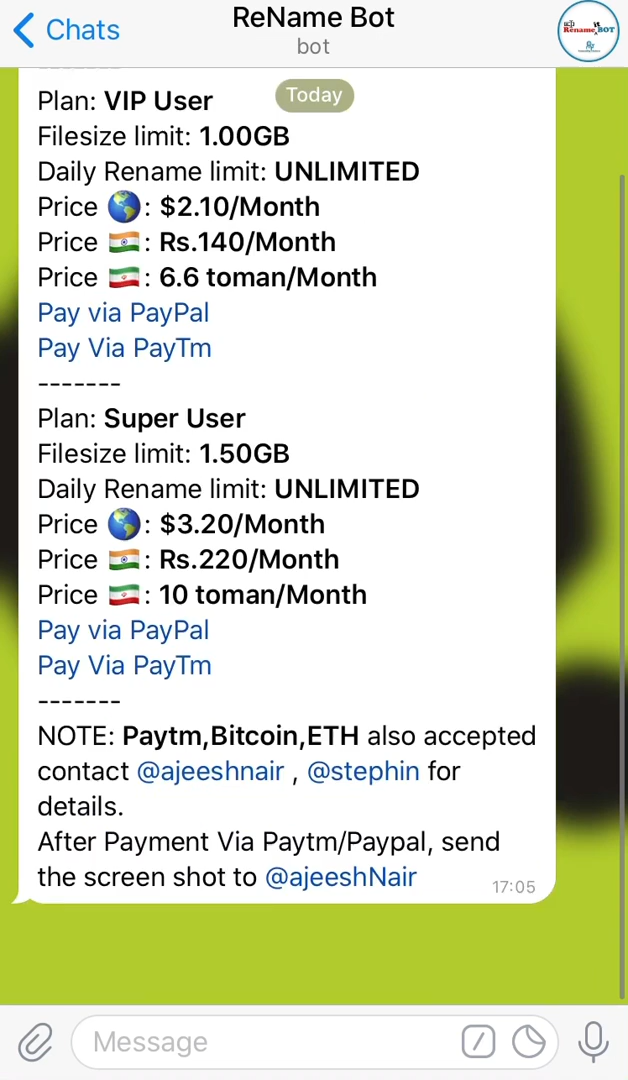 Chats
ReName Bot
bot
Rename BOT
-------
Today
Plan: VIP User
Filesize limit: 1.00GB
Daily Rename limit: UNLIMITED
Price 🌎: $2.10/Month
Price 🇮🇳: Rs.140/Month
Price 🇮🇷: 6.6 toman/Month
Pay via PayPal
Pay Via PayTm
-------
Plan: Super User
Filesize limit: 1.50GB
Daily Rename limit: UNLIMITED
Price 🌎: $3.20/Month
Price 🇮🇳: Rs.220/Month
Price 🇮🇷: 10 toman/Month
Pay via PayPal
Pay Via PayTm
-------
NOTE: Paytm,Bitcoin,ETH also accepted
contact @ajeeshnair , @stephin for
details.
After Payment Via Paytm/Paypal, send
the screen shot to @ajeeshNair
17:05
Message